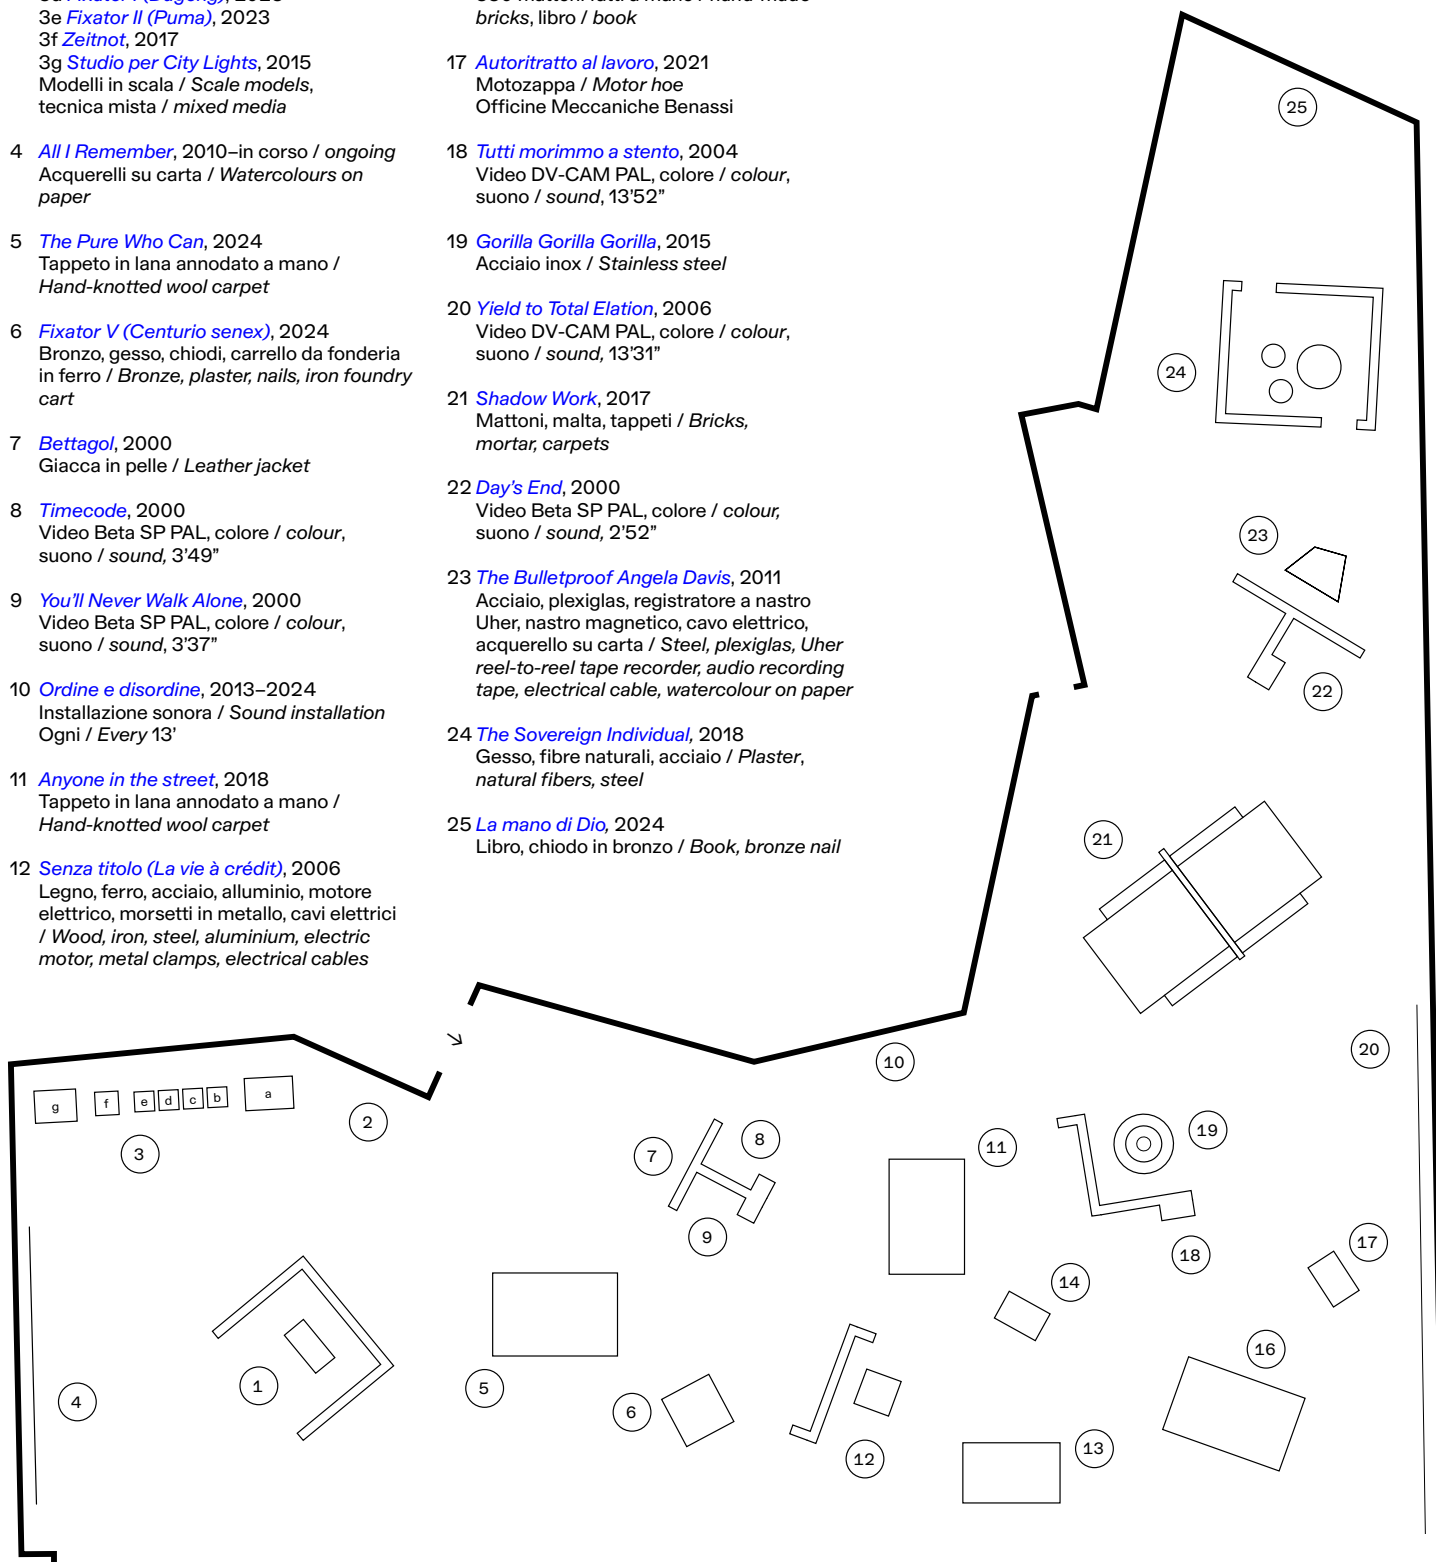 3e Fixator II (Puma), 2023
3f Zeitnot, 2017
3g Studio per City Lights, 2015
Modelli in scala / Scale models,
tecnica mista / mixed media
4 All I Remember, 2010–in corso / ongoing
Acquerelli su carta / Watercolours on
paper
5 The Pure Who Can, 2024
Tappeto in lana annodato a mano /
Hand-knotted wool carpet
6 Fixator V (Centurio senex), 2024
Bronzo, gesso, chiodi, carrello da fonderia
in ferro / Bronze, plaster, nails, iron foundry
cart
7 Bettagol, 2000
Giacca in pelle / Leather jacket
8 Timecode, 2000
Video Beta SP PAL, colore / colour,
suono / sound, 3’49”
9 You’ll Never Walk Alone, 2000
Video Beta SP PAL, colore / colour,
suono / sound, 3’37”
10 Ordine e disordine, 2013–2024
Installazione sonora / Sound installation
Ogni / Every 13’
11 Anyone in the street, 2018
Tappeto in lana annodato a mano /
Hand-knotted wool carpet
12 Senza titolo (La vie à crédit), 2006
Legno, ferro, acciaio, alluminio, motore
elettrico, morsetti in metallo, cavi elettrici
/ Wood, iron, steel, aluminium, electric
motor, metal clamps, electrical cables
bricks, libro / book
17 Autoritratto al lavoro, 2021
Motozappa / Motor hoe
Officine Meccaniche Benassi
18 Tutti morimmo a stento, 2004
Video DV-CAM PAL, colore / colour,
suono / sound, 13’52”
19 Gorilla Gorilla Gorilla, 2015
Acciaio inox / Stainless steel
20 Yield to Total Elation, 2006
Video DV-CAM PAL, colore / colour,
suono / sound, 13’31”
21 Shadow Work, 2017
Mattoni, malta, tappeti / Bricks,
mortar, carpets
22 Day’s End, 2000
Video Beta SP PAL, colore / colour,
suono / sound, 2’52”
23 The Bulletproof Angela Davis, 2011
Acciaio, plexiglas, registratore a nastro
Uher, nastro magnetico, cavo elettrico,
acquerello su carta / Steel, plexiglas, Uher
reel-to-reel tape recorder, audio recording
tape, electrical cable, watercolour on paper
24 The Sovereign Individual, 2018
Gesso, fibre naturali, acciaio / Plaster,
natural fibers, steel
25 La mano di Dio, 2024
Libro, chiodo in bronzo / Book, bronze nail
25
24
23
22
21
20
10
g f e d c b a
2
3
7
8
9
11
19
18
17
14
16
1
4
5
6
12
13